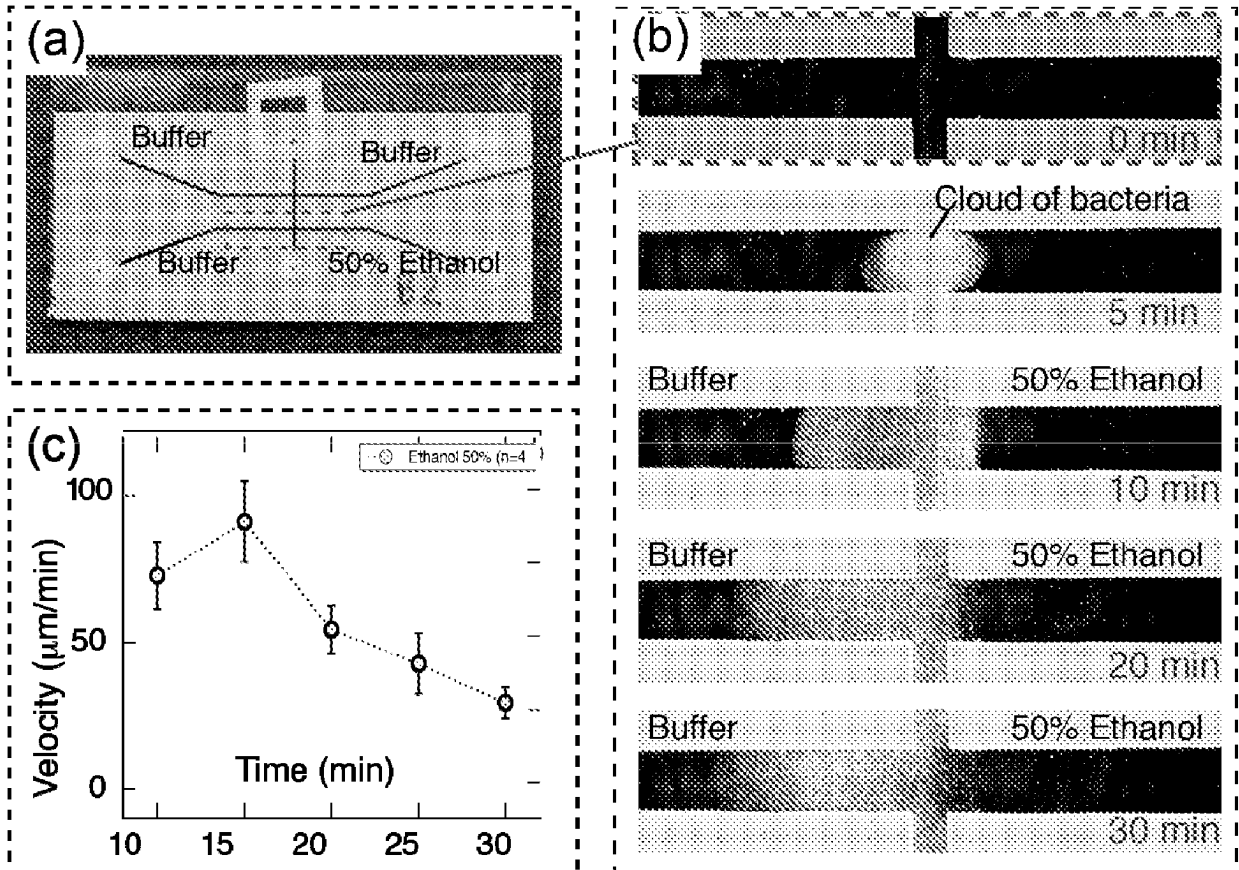 (a)
Buffer
Buffer
Buffer
50% Ethanol
(b)
0 min
Cloud of bacteria
5 min
Buffer
50% Ethanol
10 min
Buffer
50% Ethanol
20 min
Buffer
50% Ethanol
30 min
(c)
Ethanol 50% (n=4
100
50
0
Velocity (μm/min)
Time (min)
10 15 20 25 30